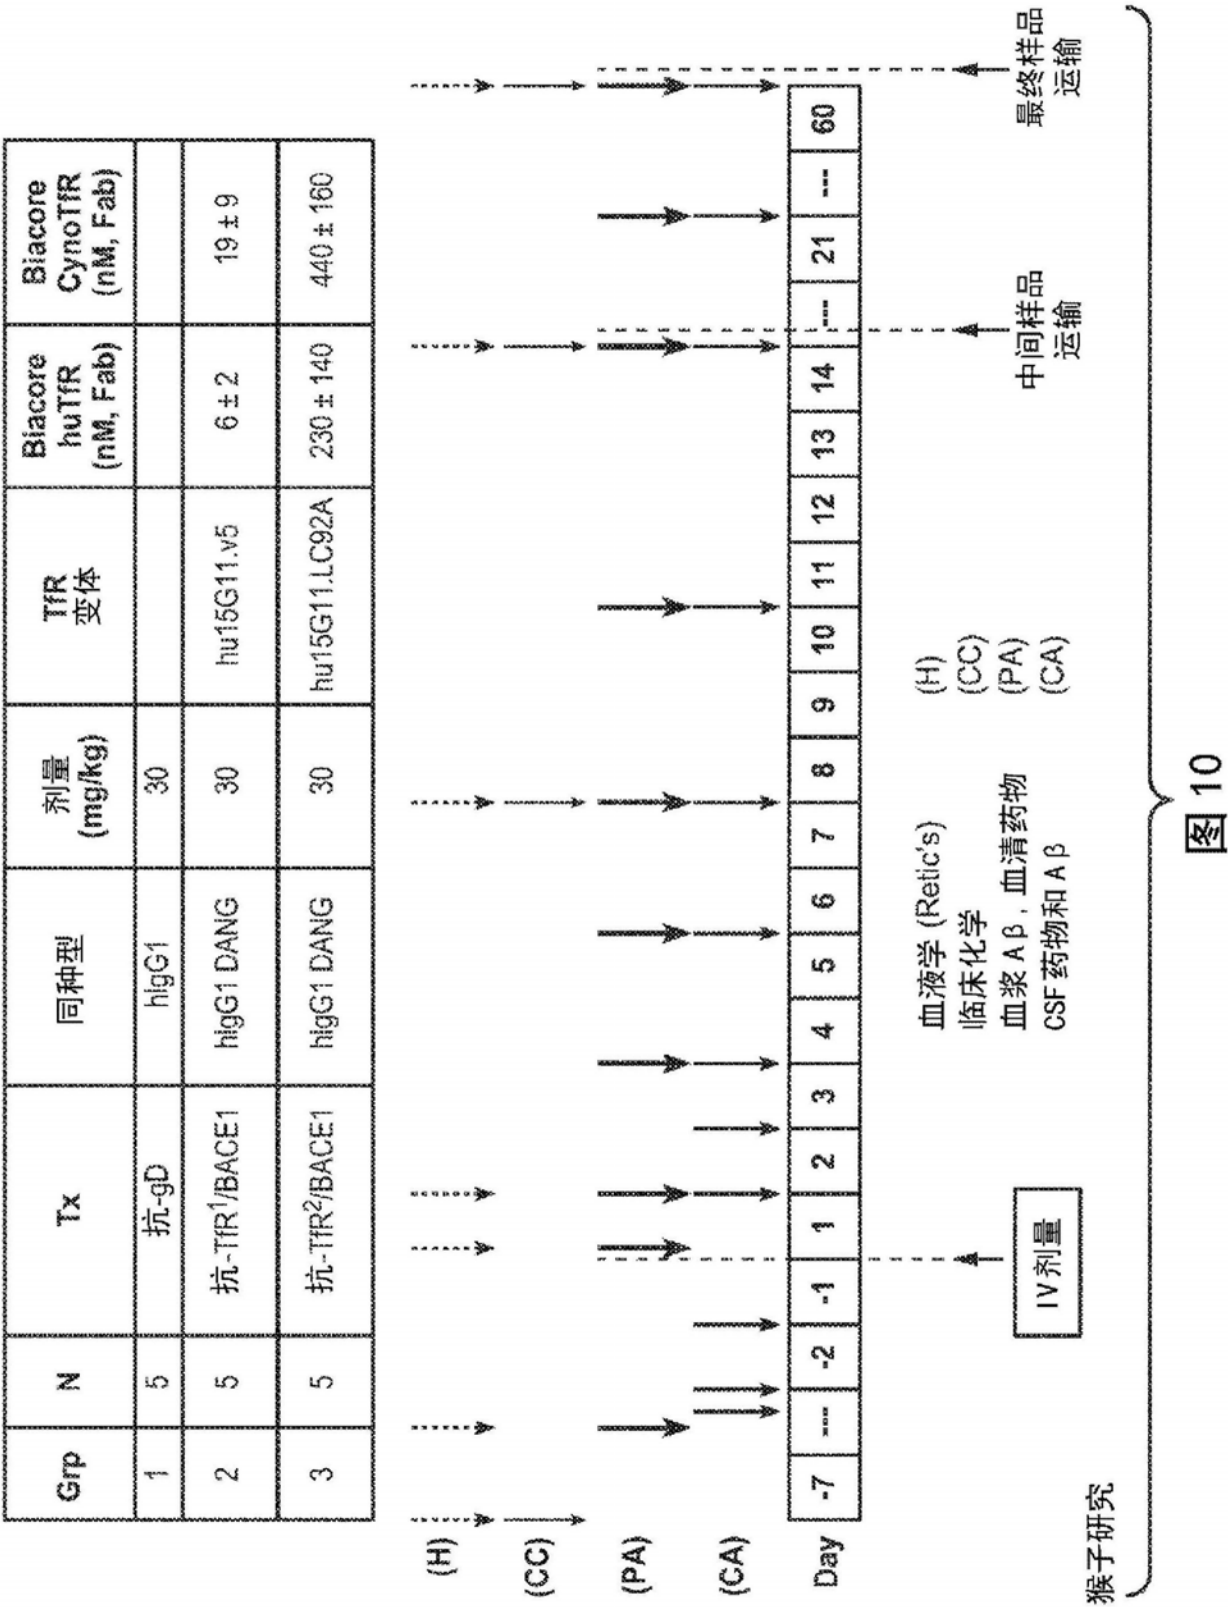 Grp N Tx 同种型 剂量 (mg/kg) TfR 变体 Biacore huTfR (nM, Fab) Biacore CynoTfR (nM, Fab)
1 5 抗-gD hIgG1 30
2 5 抗-TfR1/BACE1 hIgG1 DANG 30 hu15G11.v5 6 ± 2 19 ± 9
3 5 抗-TfR2/BACE1 hIgG1 DANG 30 hu15G11.LC92A 230 ± 140 440 ± 160
(H)
(CC)
(PA)
(CA)
Day -7 --- -2 -1 1 2 3 4 5 6 7 8 9 10 11 12 13 14 --- 21 --- 60
血液学 (Retic's) (H)
临床化学 (CC)
血浆 Aβ, 血清药物 (PA)
CSF 药物和 Aβ (CA)
IV 剂量
中间样品
运输
最终样品
运输
猴子研究
图 10